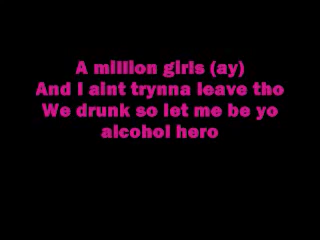 A million girls (ay)
And I aint trynna leave tho
We drunk so let me be yo
alcohol hero